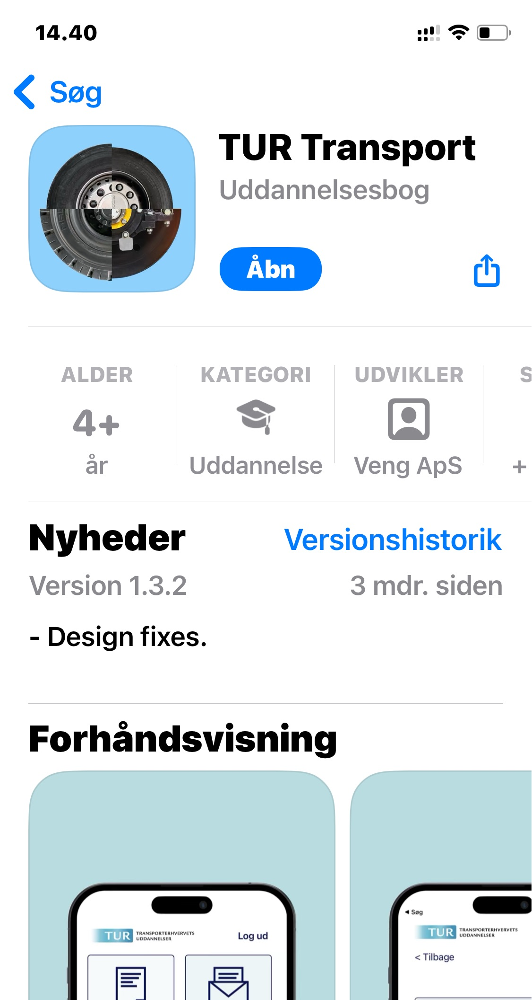 14.40
Søg
TUR Transport
Uddannelsesbog
Åbn
ALDER
KATEGORI
UDVIKLER
4+
år
Uddannelse
Veng ApS
+
Nyheder
Versionshistorik
Version 1.3.2
3 mdr. siden
- Design fixes.
Forhåndsvisning
TUR TRANSPORTERHVERVETS
UDDANNELSER
Log ud
◀ Søg
TUR TRANSPORTERHVERVETS
UDDANNELSER
< Tilbage